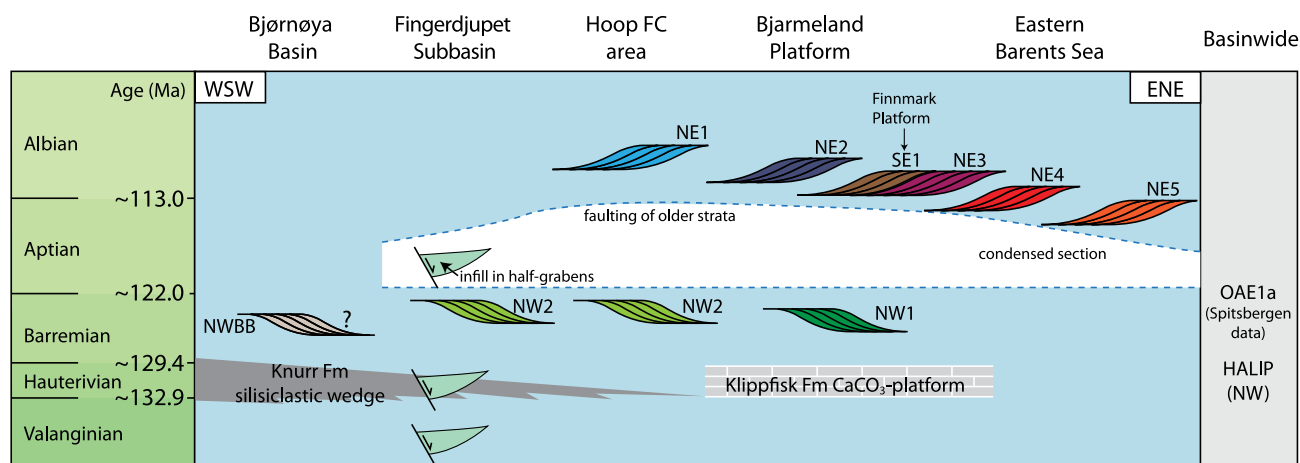 Bjørnøya
Basin
Fingerdjupet
Subbasin
Hoop FC
area
Bjarmeland
Platform
Eastern
Barents Sea
Basinwide
Age (Ma)
WSW
ENE
Finnmark
Platform
Albian
NE1
NE2
SE1
NE3
NE4
NE5
~113.0
faulting of older strata
Aptian
condensed section
infill in half-grabens
~122.0
OAE1a
(Spitsbergen
data)
NWBB
?
NW2
NW2
NW1
Barremian
~129.4
Knurr Fm
silisiclastic wedge
Klippfisk Fm CaCO₃-platform
HALIP
(NW)
Hauterivian
~132.9
Valanginian